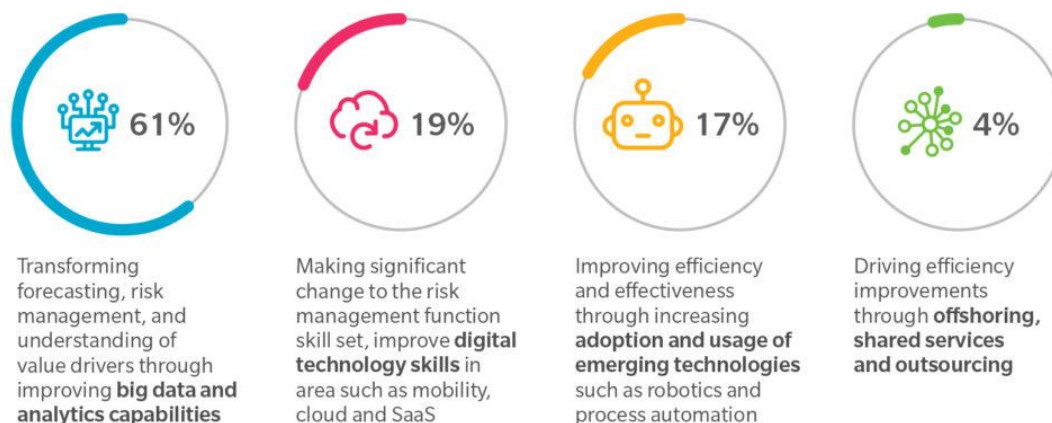 61%
Transforming
forecasting, risk
management, and
understanding of
value drivers through
improving big data and
analytics capabilities
19%
Making significant
change to the risk
management function
skill set, improve digital
technology skills in
area such as mobility,
cloud and SaaS
17%
Improving efficiency
and effectiveness
through increasing
adoption and usage of
emerging technologies
such as robotics and
process automation
4%
Driving efficiency
improvements
through offshoring,
shared services
and outsourcing